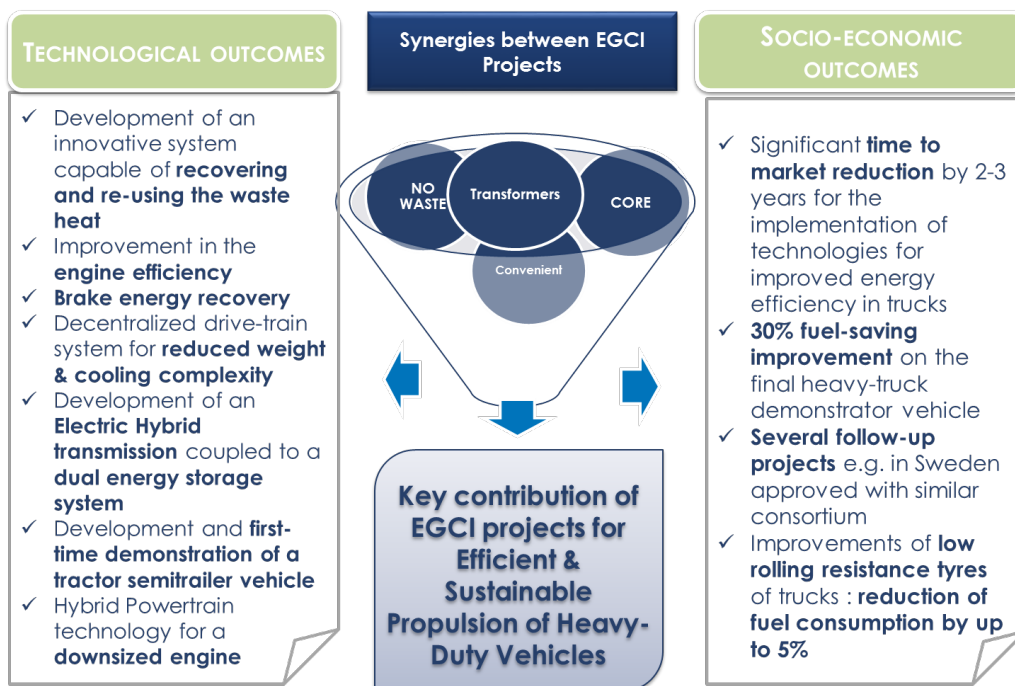 TECHNOLOGICAL OUTCOMES
✓ Development of an
innovative system
capable of recovering
and re-using the waste
heat
✓ Improvement in the
engine efficiency
✓ Brake energy recovery
✓ Decentralized drive-train
system for reduced weight
& cooling complexity
✓ Development of an
Electric Hybrid
transmission coupled to a
dual energy storage
system
✓ Development and first-
time demonstration of a
tractor semitrailer vehicle
✓ Hybrid Powertrain
technology for a
downsized engine
Synergies between EGCI
Projects
NO
WASTE
Transformers
CORE
Convenient
Key contribution of
EGCI projects for
Efficient &
Sustainable
Propulsion of Heavy-
Duty Vehicles
SOCIO-ECONOMIC
OUTCOMES
✓ Significant time to
market reduction by 2-3
years for the
implementation of
technologies for
improved energy
efficiency in trucks
✓ 30% fuel-saving
improvement on the
final heavy-truck
demonstrator vehicle
✓ Several follow-up
projects e.g. in Sweden
approved with similar
consortium
✓ Improvements of low
rolling resistance tyres
of trucks : reduction of
fuel consumption by up
to 5%